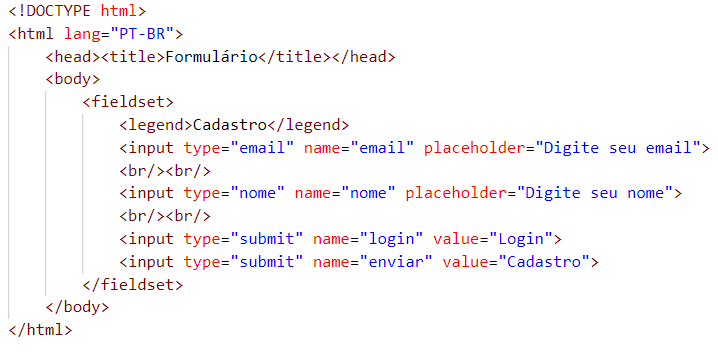 <!DOCTYPE html>
<html lang="PT-BR">
<head><title>Formulário</title></head>
<body>
<fieldset>
<legend>Cadastro</legend>
<input type="email" name="email" placeholder="Digite seu email">
<br/><br/>
<input type="nome" name="nome" placeholder="Digite seu nome">
<br/><br/>
<input type="submit" name="login" value="Login">
<input type="submit" name="enviar" value="Cadastro">
</fieldset>
</body>
</html>